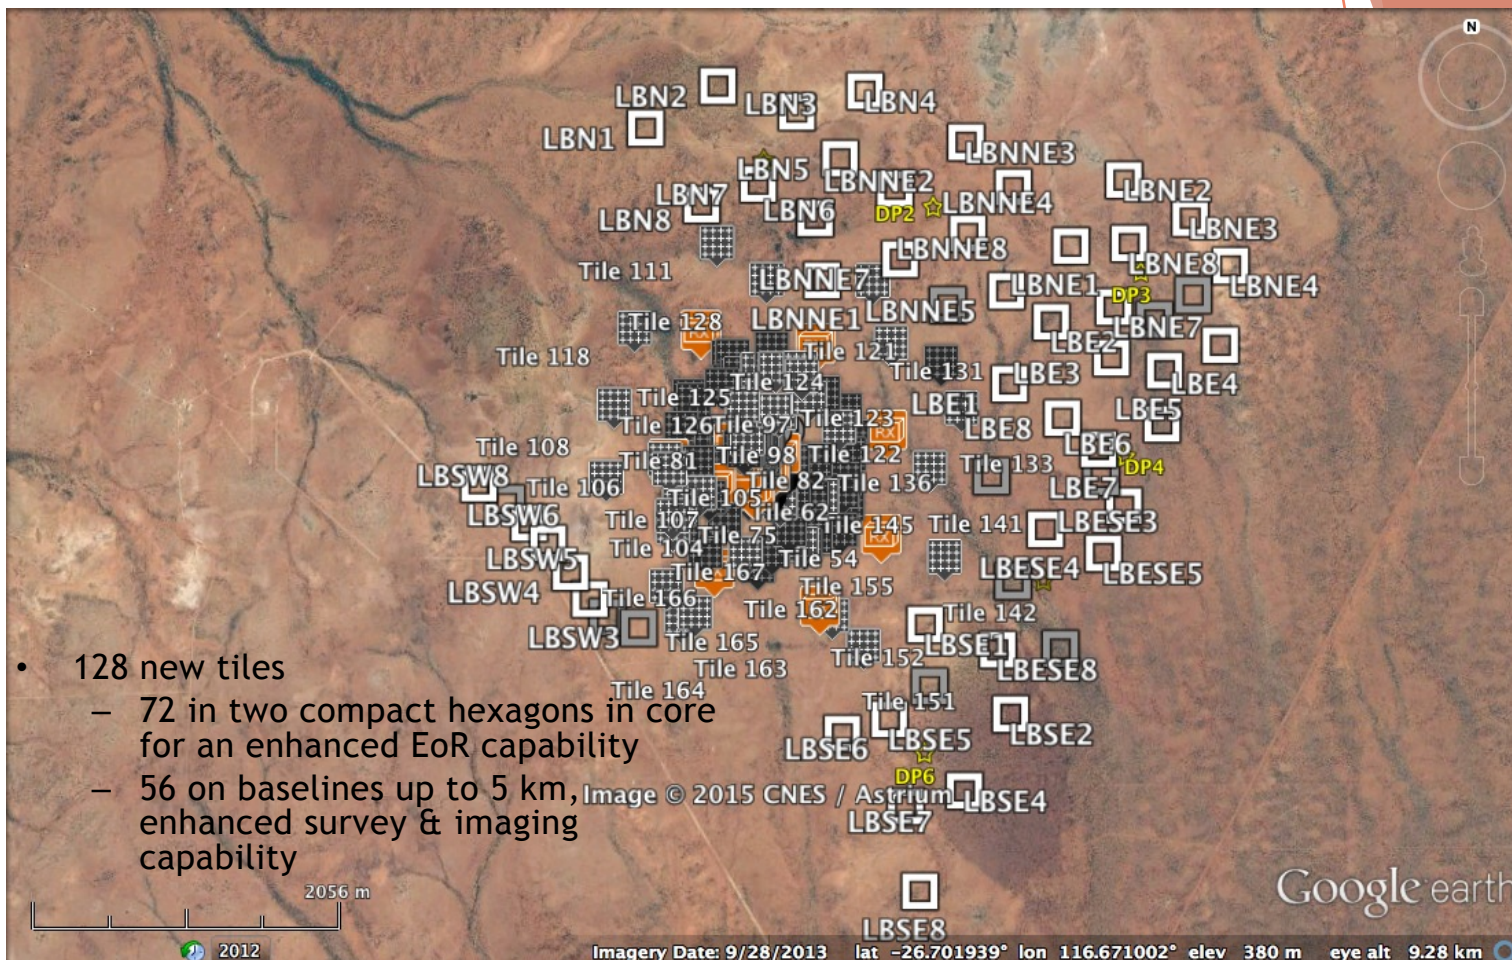 N
LBN2
LBN3
LBN4
LBN1
LBNNE3
LBN5
LBNNE2
LBNE2
LBN7
LBNNE4
LBN8
LBN6
DP2
LBNE3
LBNNE8
LBNE8
Tile 111
LBNNE7
LBNE1
DP3
LBNE4
LBNNE5
Tile 128
LBNNE1
LBNE7
RX
LBE2
Tile 118
Tile 121
Tile 131
LBE3
LBE4
Tile 124
Tile 125
LBE1
LBE5
Tile 126
Tile 97
Tile 123
RX
LBE8
LBE6
Tile 108
Tile 81
Tile 98
Tile 122
Tile 133
DP4
LBSW8
Tile 106
Tile 82
Tile 136
LBE7
Tile 105
LBSW6
Tile 107
Tile 62
Tile 145
Tile 141
LBESE3
RX
Tile 75
LBSW5
Tile 104
Tile 54
LBESE4
LBESE5
Tile 167
LBSW4
Tile 166
Tile 155
Tile 162
Tile 142
LBSW3
Tile 165
LBSE1
Tile 163
Tile 152
LBESE8
Tile 164
Tile 151
LBSE6
LBSE5
LBSE2
DP6
LBSE4
LBSE7
LBSE8
• 128 new tiles
– 72 in two compact hexagons in core
for an enhanced EoR capability
– 56 on baselines up to 5 km,
enhanced survey & imaging
capability
Image © 2015 CNES / Astrium
2056 m
Google earth
2012
Imagery Date: 9/28/2013 lat -26.701939° lon 116.671002° elev 380 m eye alt 9.28 km